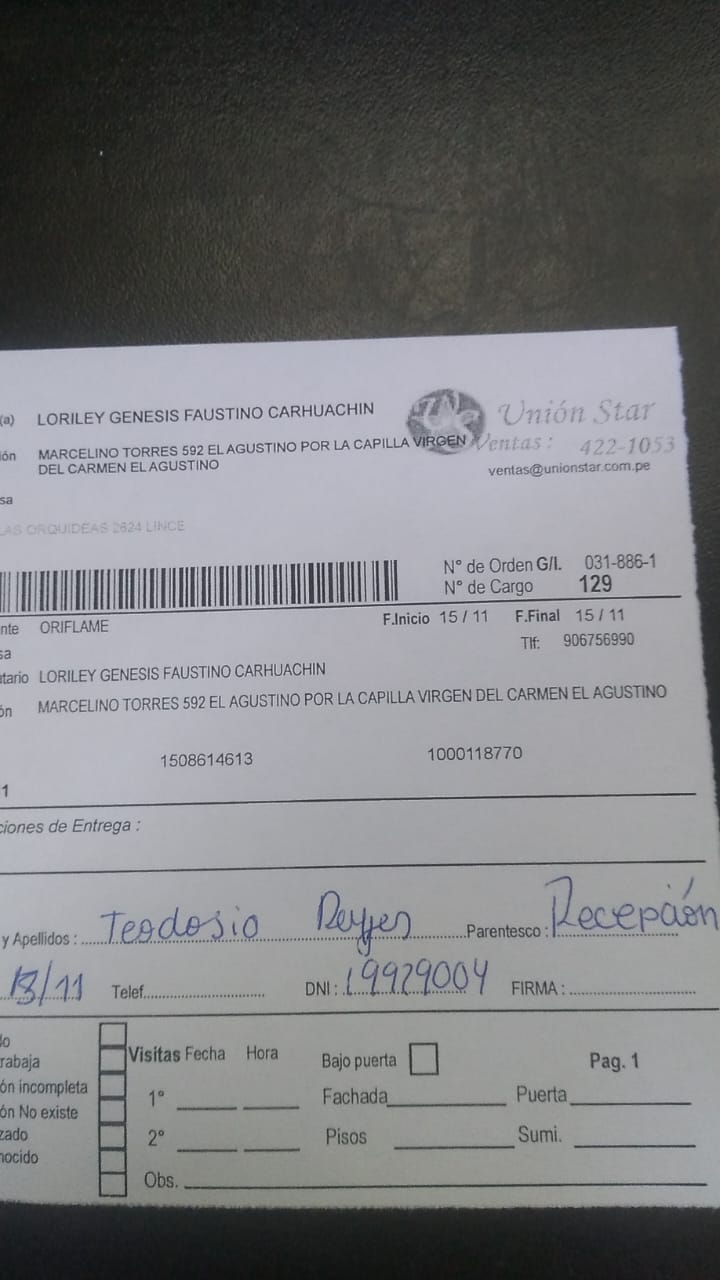 (a) LORILEY GENESIS FAUSTINO CARHUACHIN
Unión Star
ión MARCELINO TORRES 592 EL AGUSTINO POR LA CAPILLA VIRGEN
DEL CARMEN EL AGUSTINO
Ventas: 422-1053
ventas@unionstar.com.pe
sa
LAS ORQUIDEAS 2624 LINCE
N° de Orden G/I. 031-886-1
N° de Cargo 129
nte ORIFLAME
F.Inicio 15 / 11 F.Final 15 / 11
sa
Tlf: 906756990
atario LORILEY GENESIS FAUSTINO CARHUACHIN
ón MARCELINO TORRES 592 EL AGUSTINO POR LA CAPILLA VIRGEN DEL CARMEN EL AGUSTINO
1508614613 1000118770
1
ciones de Entrega :
y Apellidos : Teodosio Reyes Parentesco : Recepción
/11 Telef. DNI : 19929004 FIRMA :
do
Visitas Fecha Hora Bajo puerta Pag. 1
rabaja
ón incompleta
1° Fachada Puerta
ón No existe
zado
2° Pisos Sumi.
nocido
Obs.